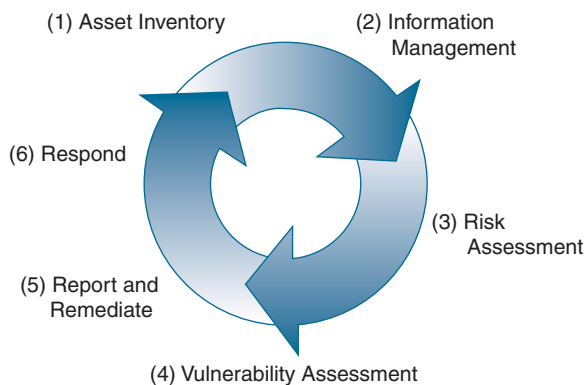 (1) Asset Inventory
(2) Information
Management
(3) Risk
Assessment
(4) Vulnerability Assessment
(5) Report and
Remediate
(6) Respond